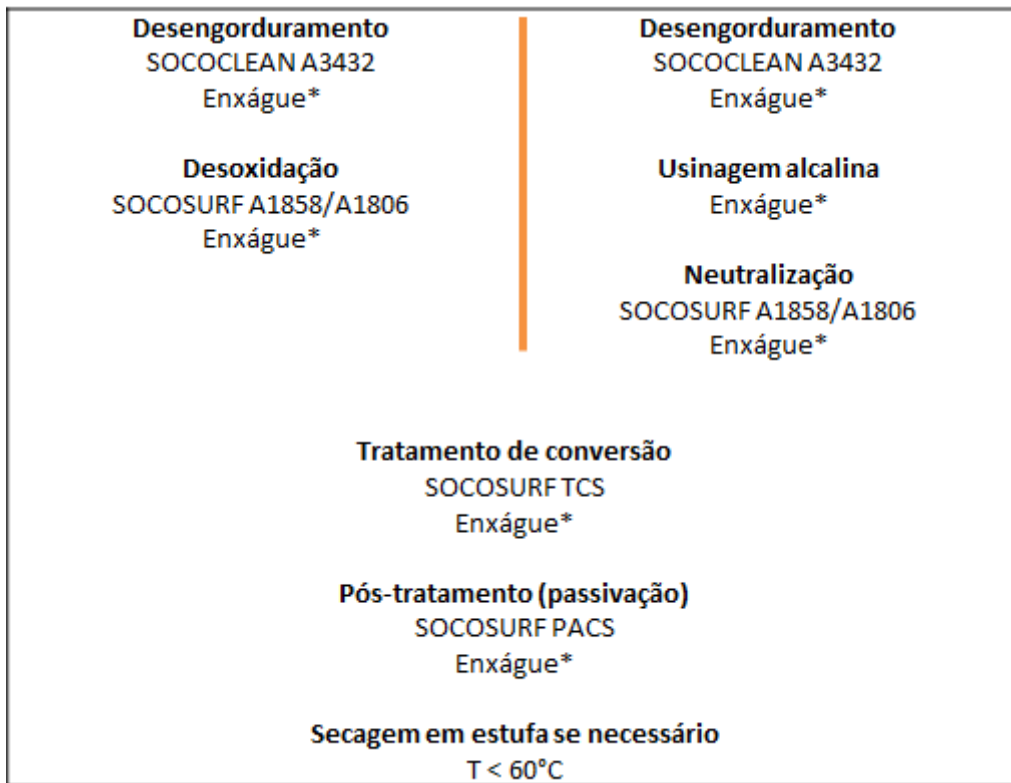 Desengorduramento
SOCOCLEAN A3432
Enxágue*
Desoxidação
SOCOSURF A1858/A1806
Enxágue*
Desengorduramento
SOCOCLEAN A3432
Enxágue*
Usinagem alcalina
Enxágue*
Neutralização
SOCOSURF A1858/A1806
Enxágue*
Tratamento de conversão
SOCOSURF TCS
Enxágue*
Pós-tratamento (passivação)
SOCOSURF PACS
Enxágue*
Secagem em estufa se necessário
T < 60°C